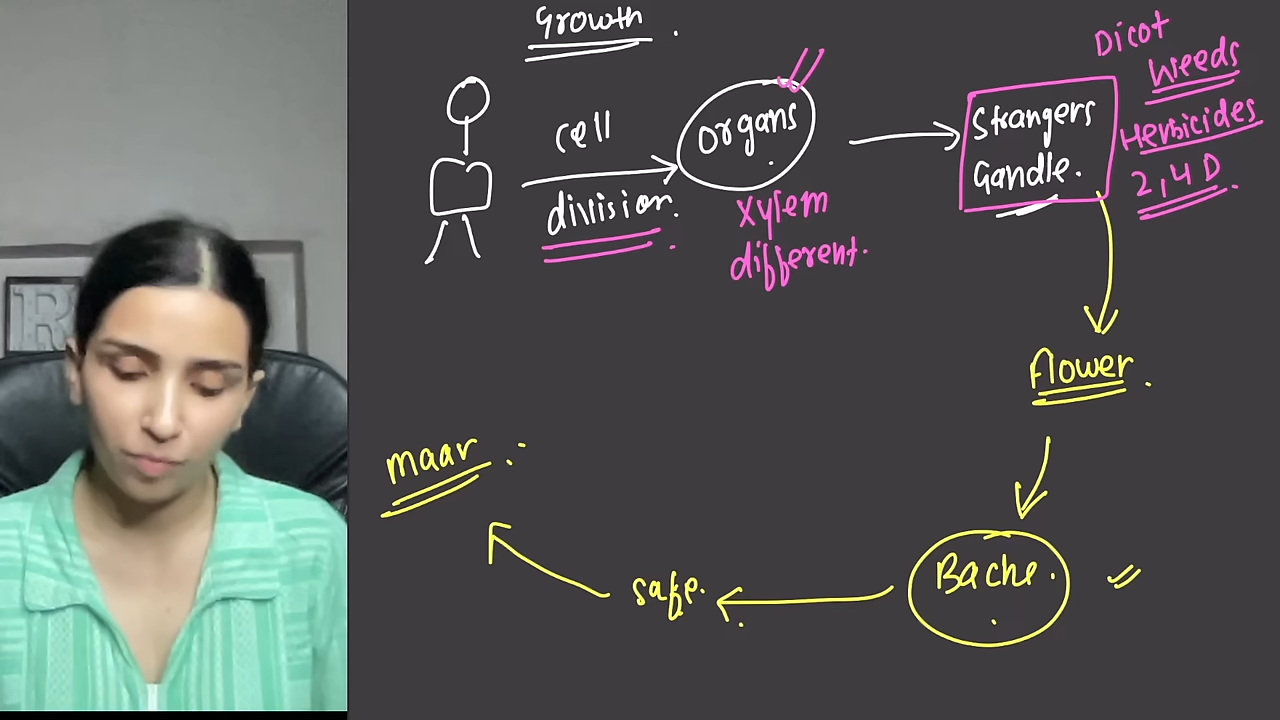 Growth.
cell
division.
organs
Xylem
different.
Strangers
Gandle.
Dicot
Weeds
Herbicides
2,4 D.
flower.
Bache.
safe.
maar
R